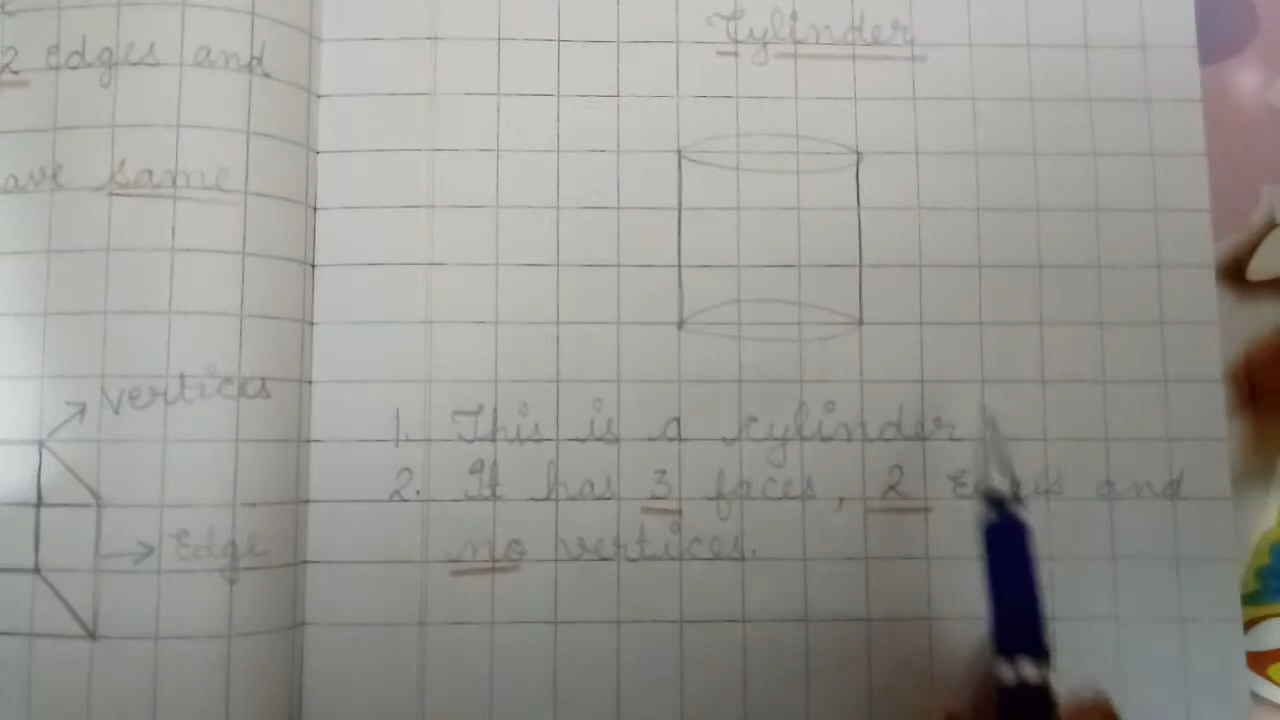 2 edges and
ave same
vertices
Edge
Cylinder
1. This is a cylinder
2. It has 3 faces, 2 Edges and
no vertices.